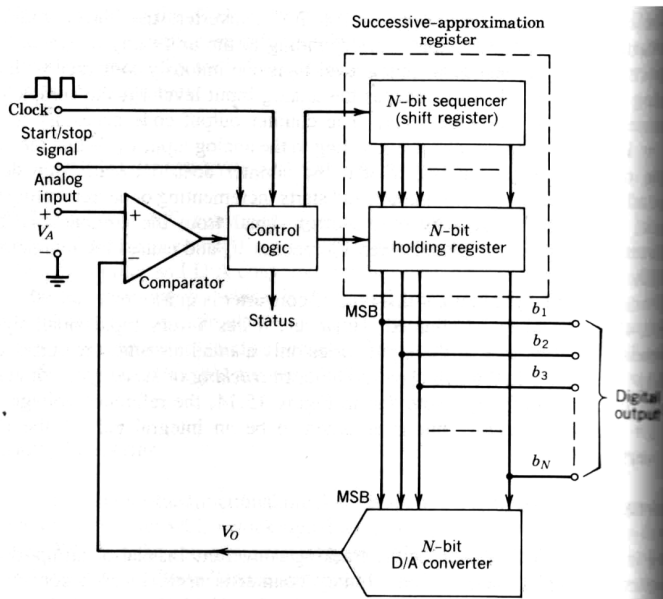 Successive-approximation
register
Clock
N-bit sequencer
(shift register)
Start/stop
signal
Analog
input
+
V_A
−
+
−
Comparator
Control
logic
Status
N-bit
holding register
MSB
b_1
b_2
b_3
b_N
Digital
output
MSB
V_O
N-bit
D/A converter